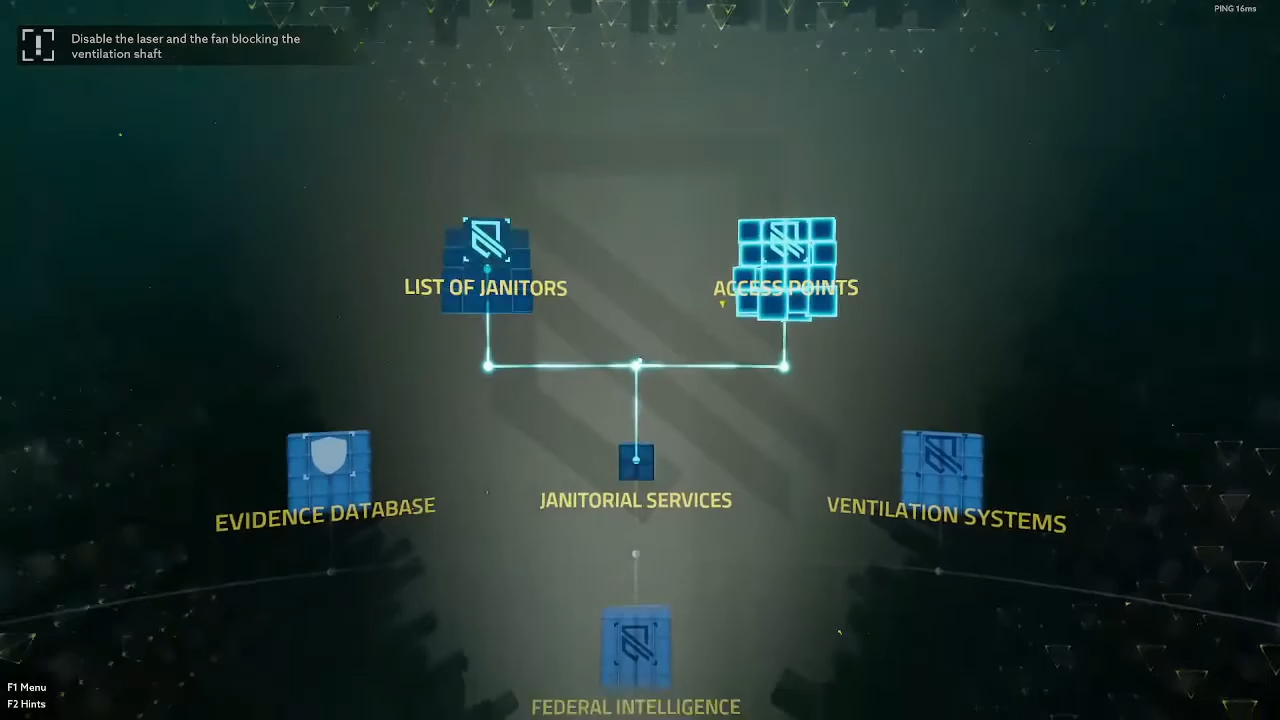 PING 16ms
Disable the laser and the fan blocking the
ventilation shaft
LIST OF JANITORS
ACCESS POINTS
EVIDENCE DATABASE
JANITORIAL SERVICES
VENTILATION SYSTEMS
FEDERAL INTELLIGENCE
F1 Menu
F2 Hints